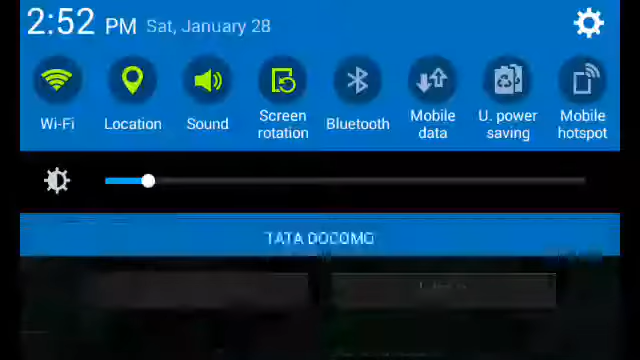 2:52 PM Sat, January 28
Wi-Fi Location Sound Screen rotation Bluetooth Mobile data U. power saving Mobile hotspot
TATA DOCOMO